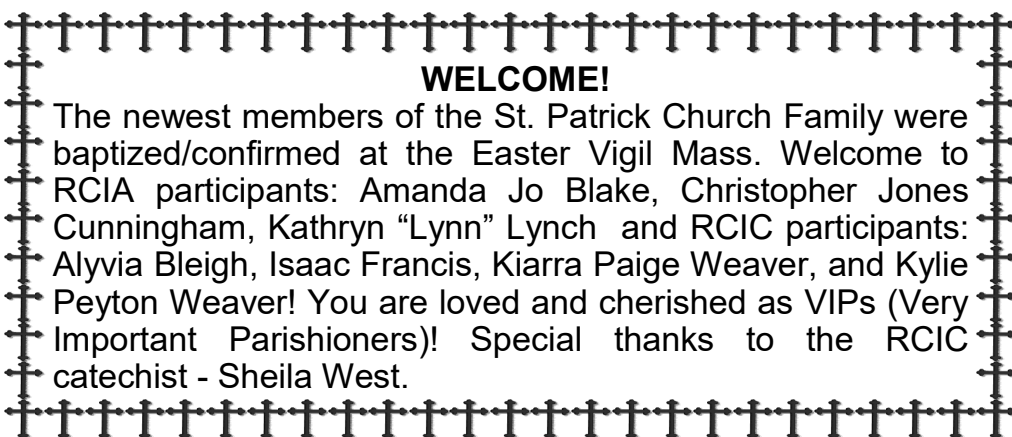 WELCOME!
The newest members of the St. Patrick Church Family were
baptized/confirmed at the Easter Vigil Mass. Welcome to
RCIA participants: Amanda Jo Blake, Christopher Jones
Cunningham, Kathryn “Lynn” Lynch and RCIC participants:
Alyvia Bleigh, Isaac Francis, Kiarra Paige Weaver, and Kylie
Peyton Weaver! You are loved and cherished as VIPs (Very
Important Parishioners)! Special thanks to the RCIC
catechist - Sheila West.